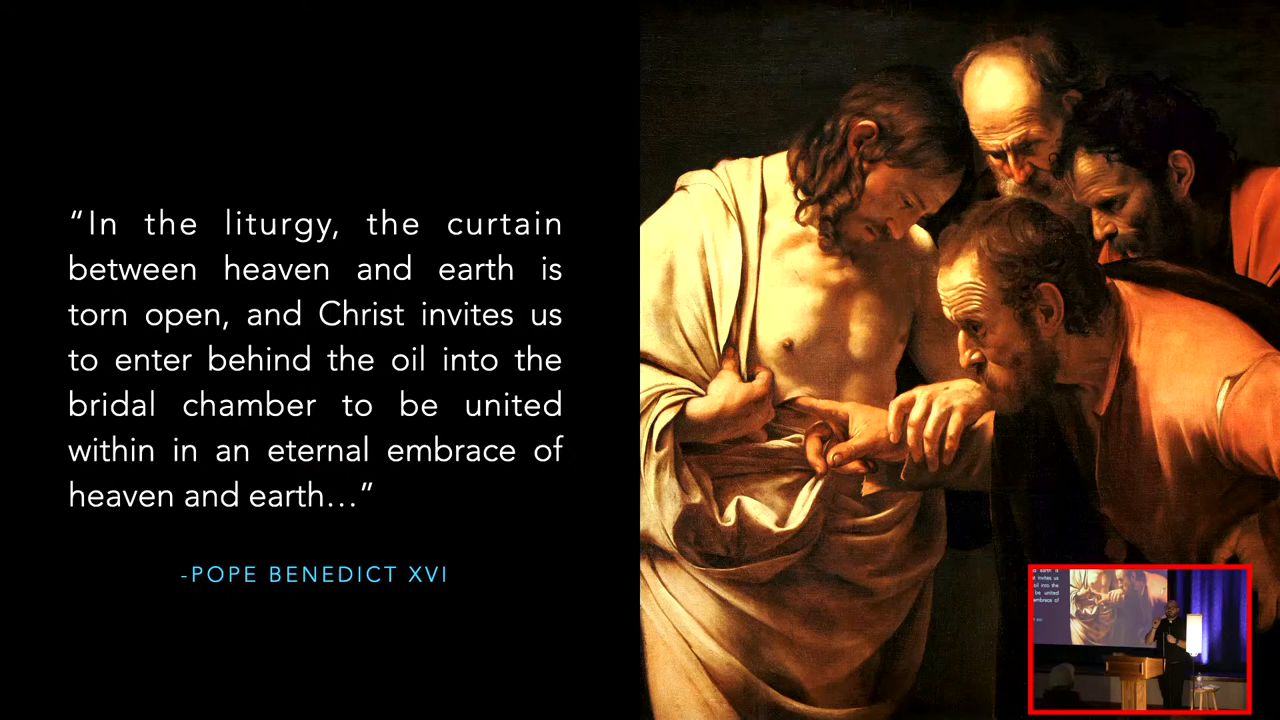 “In the liturgy, the curtain
between heaven and earth is
torn open, and Christ invites us
to enter behind the oil into the
bridal chamber to be united
within in an eternal embrace of
heaven and earth…”
-POPE BENEDICT XVI